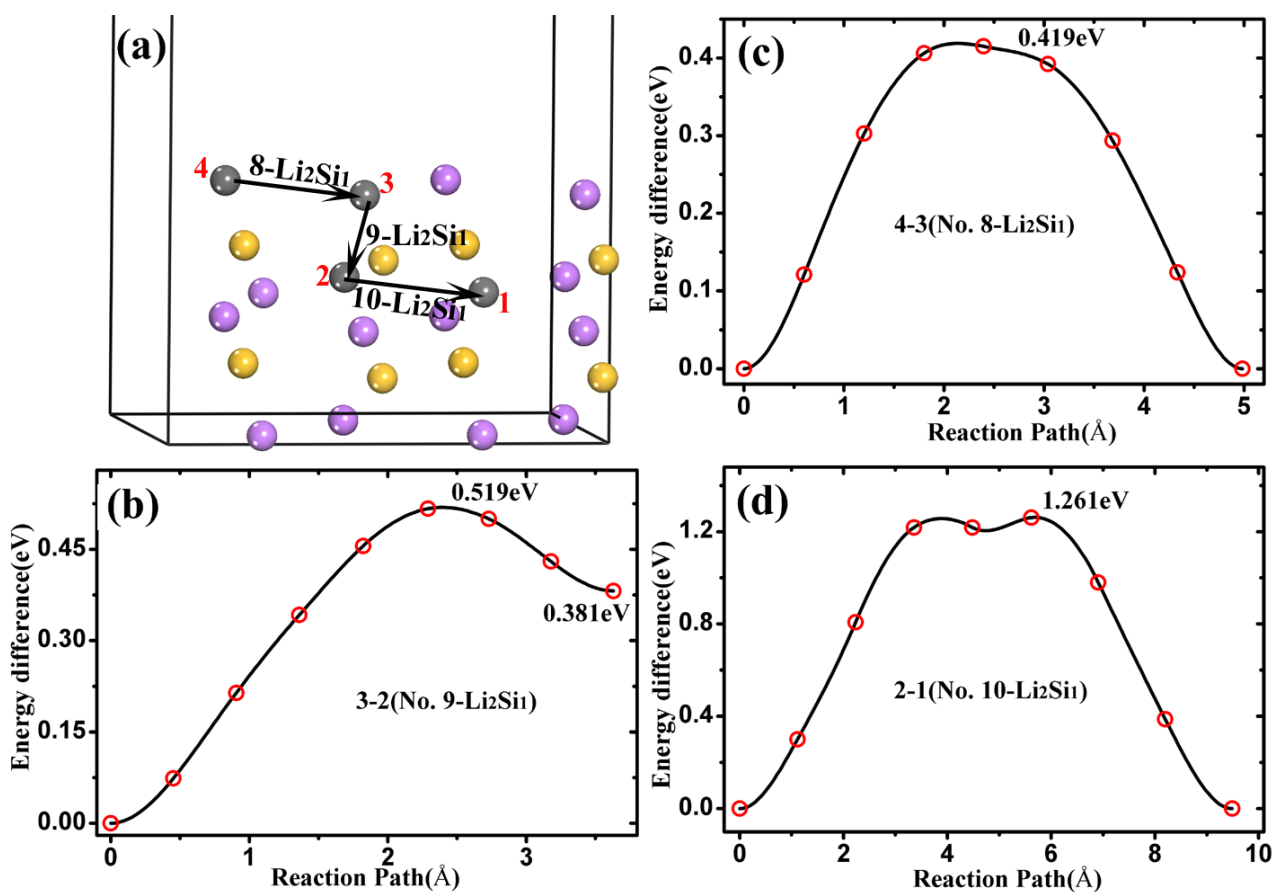 (a)
4
8-Li₂Si₁
3
9-Li₂Si₁
2
10-Li₂Si₁
1
(c)
0.419eV
4-3(No. 8-Li₂Si₁)
Energy difference(eV)
0.4
0.3
0.2
0.1
0.0
0 1 2 3 4 5
Reaction Path(Å)
(b)
0.519eV
0.381eV
3-2(No. 9-Li₂Si₁)
Energy difference(eV)
0.45
0.30
0.15
0.00
0 1 2 3
Reaction Path(Å)
(d)
1.261eV
2-1(No. 10-Li₂Si₁)
Energy difference(eV)
1.2
0.8
0.4
0.0
0 2 4 6 8 10
Reaction Path(Å)